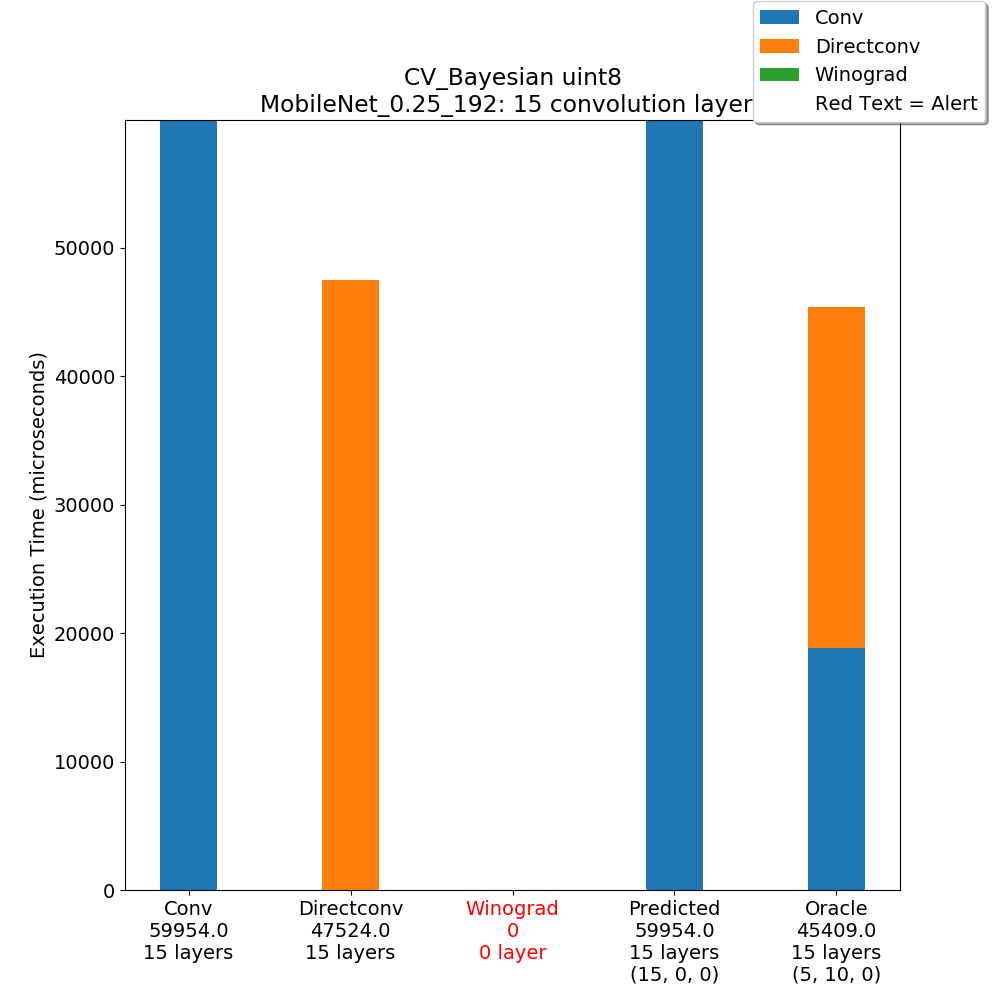 Conv
Directconv
Winograd
Red Text = Alert
CV_Bayesian uint8
MobileNet_0.25_192: 15 convolution layer
Execution Time (microseconds)
50000
40000
30000
20000
10000
0
Conv
59954.0
15 layers
Directconv
47524.0
15 layers
Winograd
0
0 layer
Predicted
59954.0
15 layers
(15, 0, 0)
Oracle
45409.0
15 layers
(5, 10, 0)